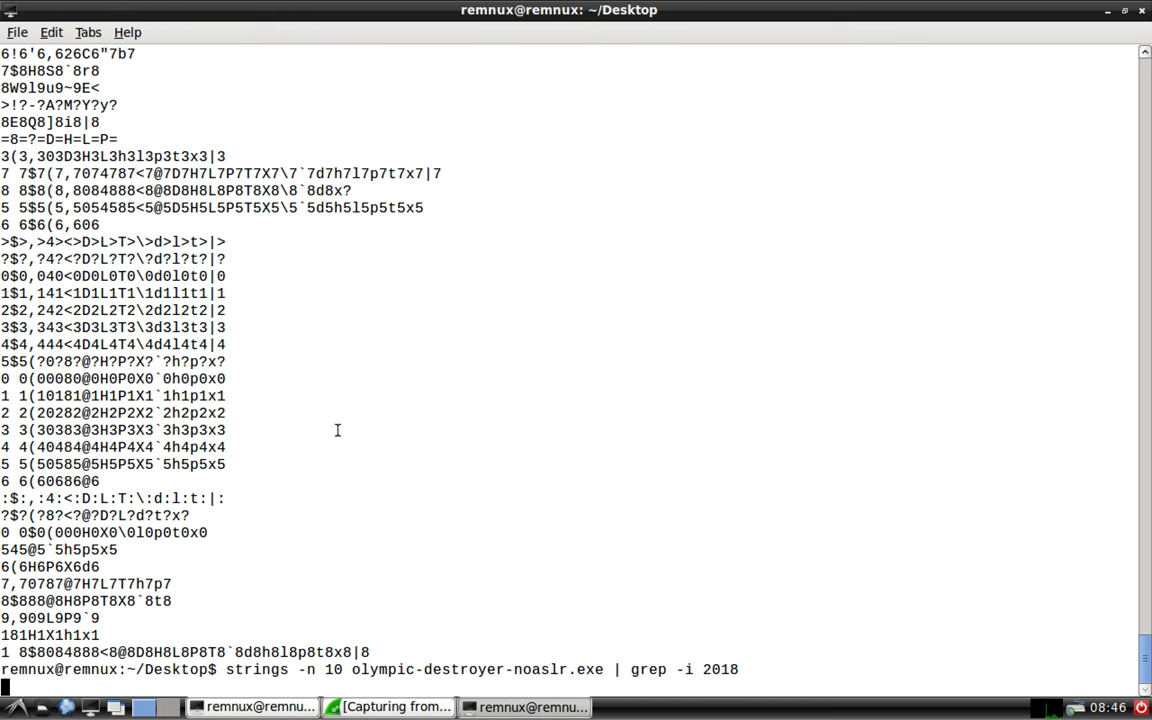 remnux@remnux: ~/Desktop
File Edit Tabs Help
6!6'6,626C6"7b7
7$8H8S8`8r8
8W9l9u9~9E<
>!?-?A?M?Y?y?
8E8Q8]8i8|8
=8=?=D=H=L=P=
3(3,303D3H3L3h3l3p3t3x3|3
7 7$7(7,7074787<7@7D7H7L7P7T7X7\7`7d7h7l7p7t7x7|7
8 8$8(8,8084888<8@8D8H8L8P8T8X8\8`8d8x?
5 5$5(5,5054585<5@5D5H5L5P5T5X5\5`5d5h5l5p5t5x5
6 6$6(6,606
>$>,>4><>D>L>T>\>d>l>t>|>
?$?,?4?<?D?L?T?\?d?l?t?|?
0$0,040<0D0L0T0\0d0l0t0|0
1$1,141<1D1L1T1\1d1l1t1|1
2$2,242<2D2L2T2\2d2l2t2|2
3$3,343<3D3L3T3\3d3l3t3|3
4$4,444<4D4L4T4\4d4l4t4|4
5$5(?0?8?@?H?P?X?`?h?p?x?
0 0(00080@0H0P0X0`0h0p0x0
1 1(10181@1H1P1X1`1h1p1x1
2 2(20282@2H2P2X2`2h2p2x2
3 3(30383@3H3P3X3`3h3p3x3
4 4(40484@4H4P4X4`4h4p4x4
5 5(50585@5H5P5X5`5h5p5x5
6 6(60686@6
:$:,:4:<:D:L:T:\:d:l:t:|:
?$?(?8?<?@?D?L?d?t?x?
0 0$0(000H0X0\0l0p0t0x0
545@5`5h5p5x5
6(6H6P6X6d6
7,70787@7H7L7T7h7p7
8$888@8H8P8T8X8`8t8
9,909L9P9`9
181H1X1h1x1
1 8$8084888<8@8D8H8L8P8T8`8d8h8l8p8t8x8|8
remnux@remnux:~/Desktop$ strings -n 10 olympic-destroyer-noaslr.exe | grep -i 2018
remnux@remnu... [Capturing from... remnux@remnu... 08:46